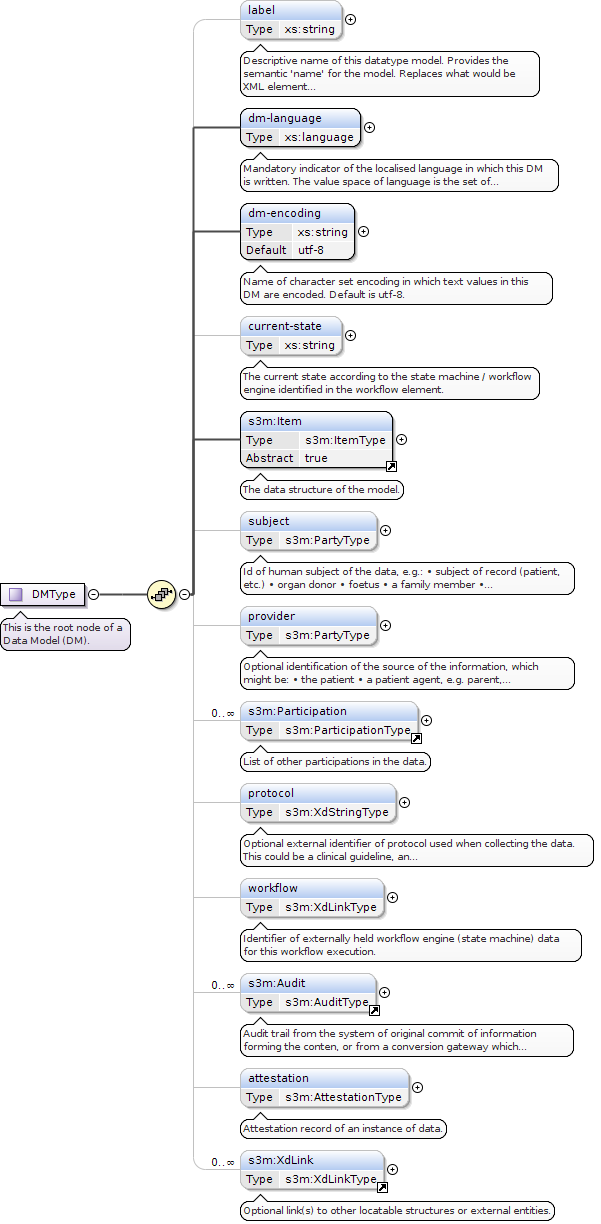 label
Type xs:string
Descriptive name of this datatype model. Provides the
semantic 'name' for the model. Replaces what would be
XML element...
dm-language
Type xs:language
Mandatory indicator of the localised language in which this DM
is written. The value space of language is the set of...
dm-encoding
Type xs:string
Default utf-8
Name of character set encoding in which text values in this
DM are encoded. Default is utf-8.
current-state
Type xs:string
The current state according to the state machine / workflow
engine identified in the workflow element.
s3m:Item
Type s3m:ItemType
Abstract true
The data structure of the model.
subject
Type s3m:PartyType
Id of human subject of the data, e.g.: • subject of record (patient,
etc.) • organ donor • foetus • a family member •...
DMType
This is the root node of a
Data Model (DM).
provider
Type s3m:PartyType
Optional identification of the source of the information, which
might be: • the patient • a patient agent, e.g. parent,...
0..∞
s3m:Participation
Type s3m:ParticipationType
List of other participations in the data.
protocol
Type s3m:XdStringType
Optional external identifier of protocol used when collecting the data.
This could be a clinical guideline, an...
workflow
Type s3m:XdLinkType
Identifier of externally held workflow engine (state machine) data
for this workflow execution.
0..∞
s3m:Audit
Type s3m:AuditType
Audit trail from the system of original commit of information
forming the conten, or from a conversion gateway which...
attestation
Type s3m:AttestationType
Attestation record of an instance of data.
0..∞
s3m:XdLink
Type s3m:XdLinkType
Optional link(s) to other locatable structures or external entities.